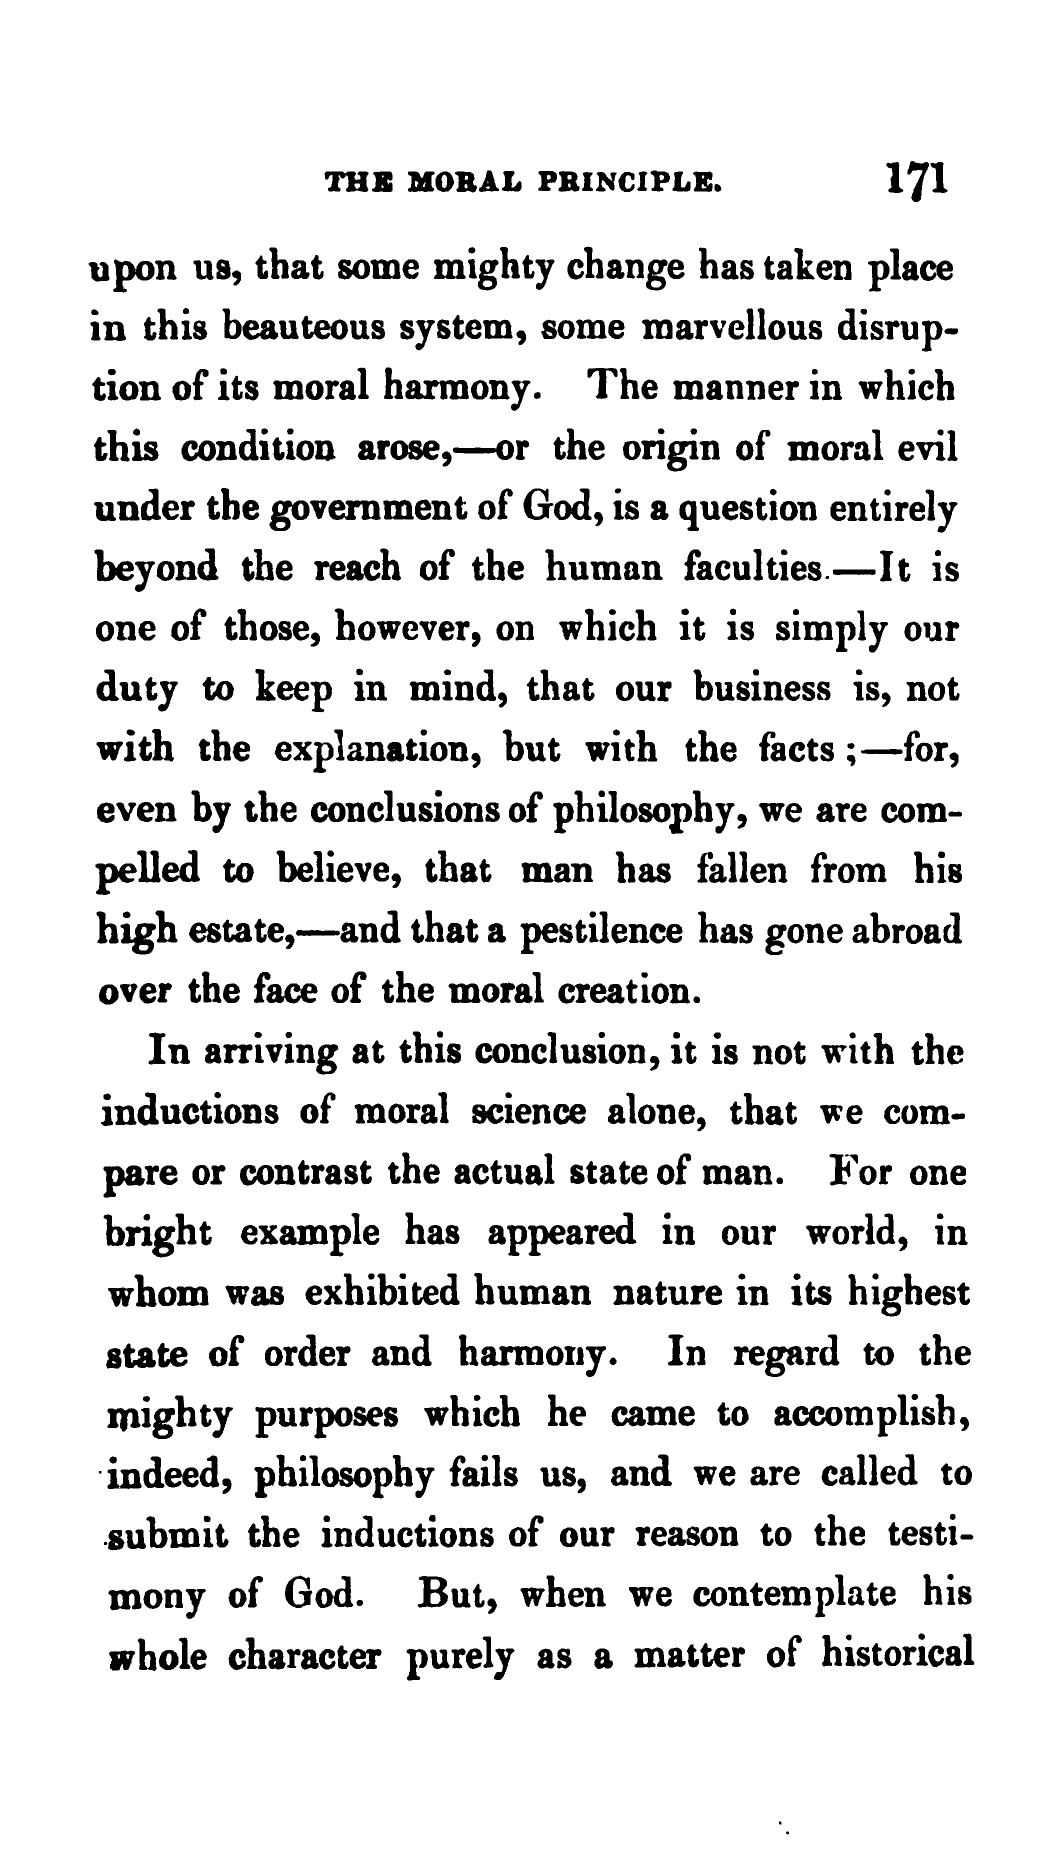 THE MORAL PRINCIPLE. 171
upon us, that some mighty change has taken place
in this beauteous system, some marvellous disrup-
tion of its moral harmony. The manner in which
this condition arose,—or the origin of moral evil
under the government of God, is a question entirely
beyond the reach of the human faculties.—It is
one of those, however, on which it is simply our
duty to keep in mind, that our business is, not
with the explanation, but with the facts ;—for,
even by the conclusions of philosophy, we are com-
pelled to believe, that man has fallen from his
high estate,—and that a pestilence has gone abroad
over the face of the moral creation.
In arriving at this conclusion, it is not with the
inductions of moral science alone, that we com-
pare or contrast the actual state of man. For one
bright example has appeared in our world, in
whom was exhibited human nature in its highest
state of order and harmony. In regard to the
mighty purposes which he came to accomplish,
indeed, philosophy fails us, and we are called to
submit the inductions of our reason to the testi-
mony of God. But, when we contemplate his
whole character purely as a matter of historical